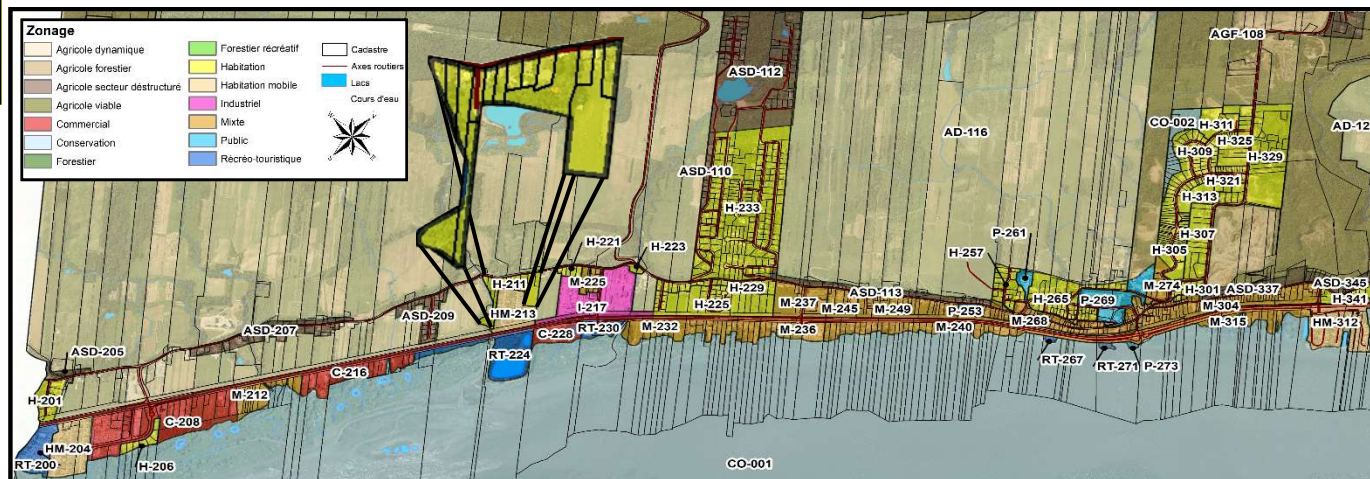 Zonage
Agricole dynamique
Agricole forestier
Agricole secteur déstructuré
Agricole viable
Commercial
Conservation
Forestier
Forestier récréatif
Habitation
Habitation mobile
Industriel
Mixte
Public
Récréo-touristique
Cadastre
Axes routiers
Lacs
Cours d'eau
AGF-108
ASD-112
AD-116
AD-12
CO-002
H-311
H-325
H-309
H-329
ASD-110
H-321
H-313
H-233
H-307
P-261
H-221
H-223
H-257
H-305
H-211
M-225
H-229
M-274
ASD-345
H-265
P-269
H-301
ASD-337
H-341
HM-213
I-217
H-225
M-237
ASD-113
M-245
M-249
P-253
M-268
M-304
M-315
HM-312
ASD-207
ASD-209
C-228
RT-230
M-232
M-236
M-240
RT-224
RT-267
RT-271
P-273
ASD-205
C-216
M-212
H-201
C-208
HM-204
RT-200
H-206
CO-001